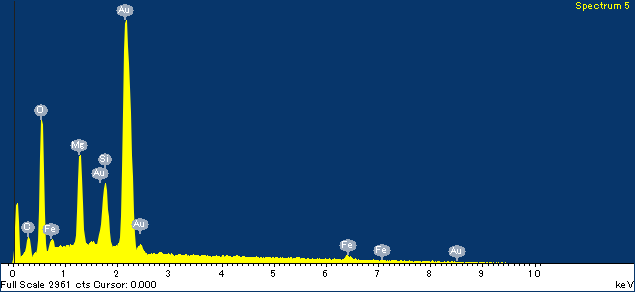 Spectrum 5
Au
O
Mg
Si
Au
O
Fe
Au
Fe
Fe
Au
0 1 2 3 4 5 6 7 8 9 10
Full Scale 2961 cts Cursor: 0.000 keV